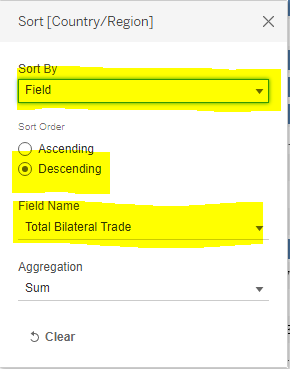 Sort [Country/Region]
Sort By
Field
Sort Order
Ascending
Descending
Field Name
Total Bilateral Trade
Aggregation
Sum
Clear